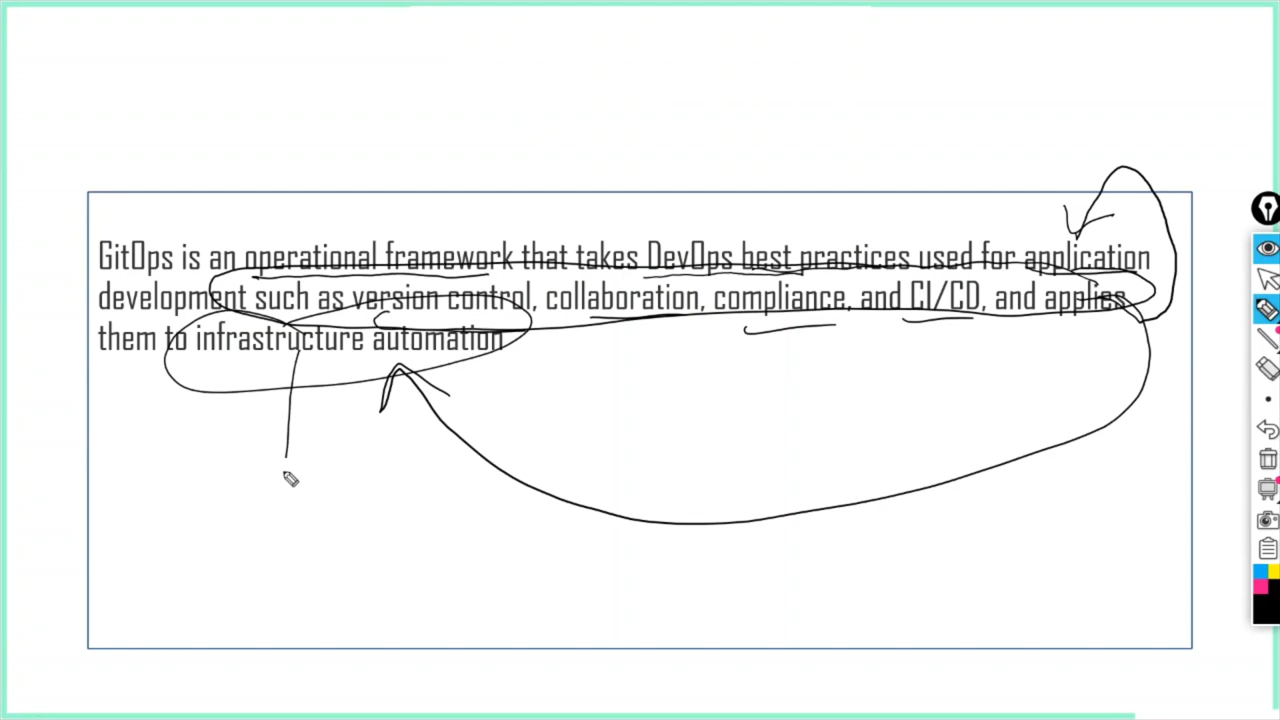 GitOps is an operational framework that takes DevOps best practices used for application
development such as version control, collaboration, compliance, and CI/CD, and applies
them to infrastructure automation